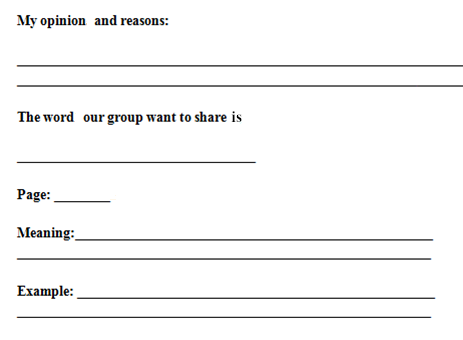 My opinion and reasons:
The word our group want to share is
Page:
Meaning:
Example: